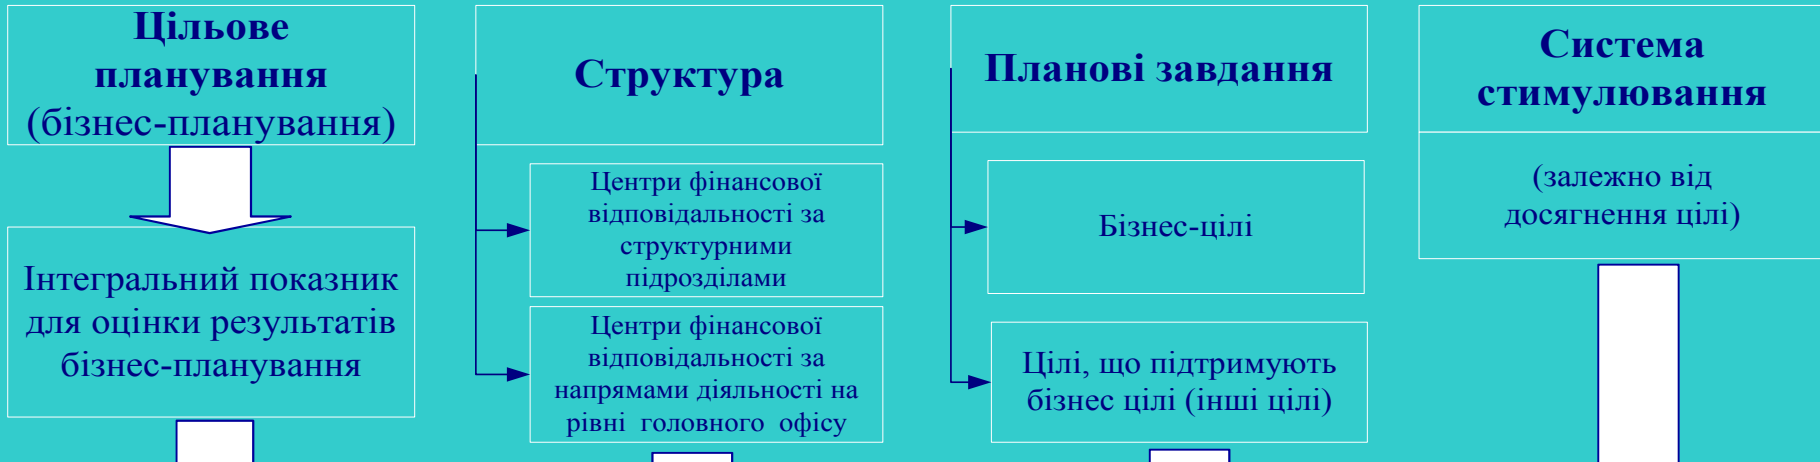 Цільове
планування
(бізнес-планування)
Інтегральний показник
для оцінки результатів
бізнес-планування
Структура
Центри фінансової
відповідальності за
структурними
підрозділами
Центри фінансової
відповідальності за
напрямами діяльності на
рівні головного офісу
Планові завдання
Бізнес-цілі
Цілі, що підтримують
бізнес цілі (інші цілі)
Система
стимулювання
(залежно від
досягнення цілі)